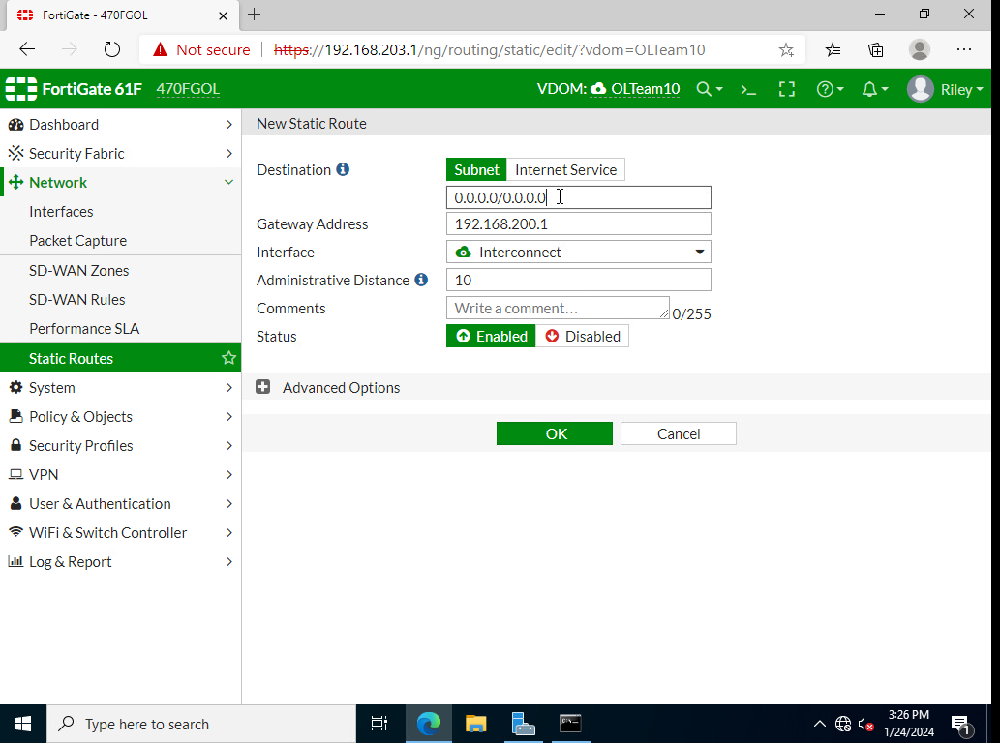 FortiGate - 470FGOL
Not secure https://192.168.203.1/ng/routing/static/edit/?vdom=OLTeam10
FortiGate 61F 470FGOL VDOM: OLTeam10 >_ Riley
Dashboard
Security Fabric
Network
Interfaces
Packet Capture
SD-WAN Zones
SD-WAN Rules
Performance SLA
Static Routes
System
Policy & Objects
Security Profiles
VPN
User & Authentication
WiFi & Switch Controller
Log & Report
New Static Route
Destination Subnet Internet Service
0.0.0.0/0.0.0.0
Gateway Address 192.168.200.1
Interface Interconnect
Administrative Distance 10
Comments Write a comment... 0/255
Status Enabled Disabled
Advanced Options
OK Cancel
Type here to search
3:26 PM
1/24/2024
1